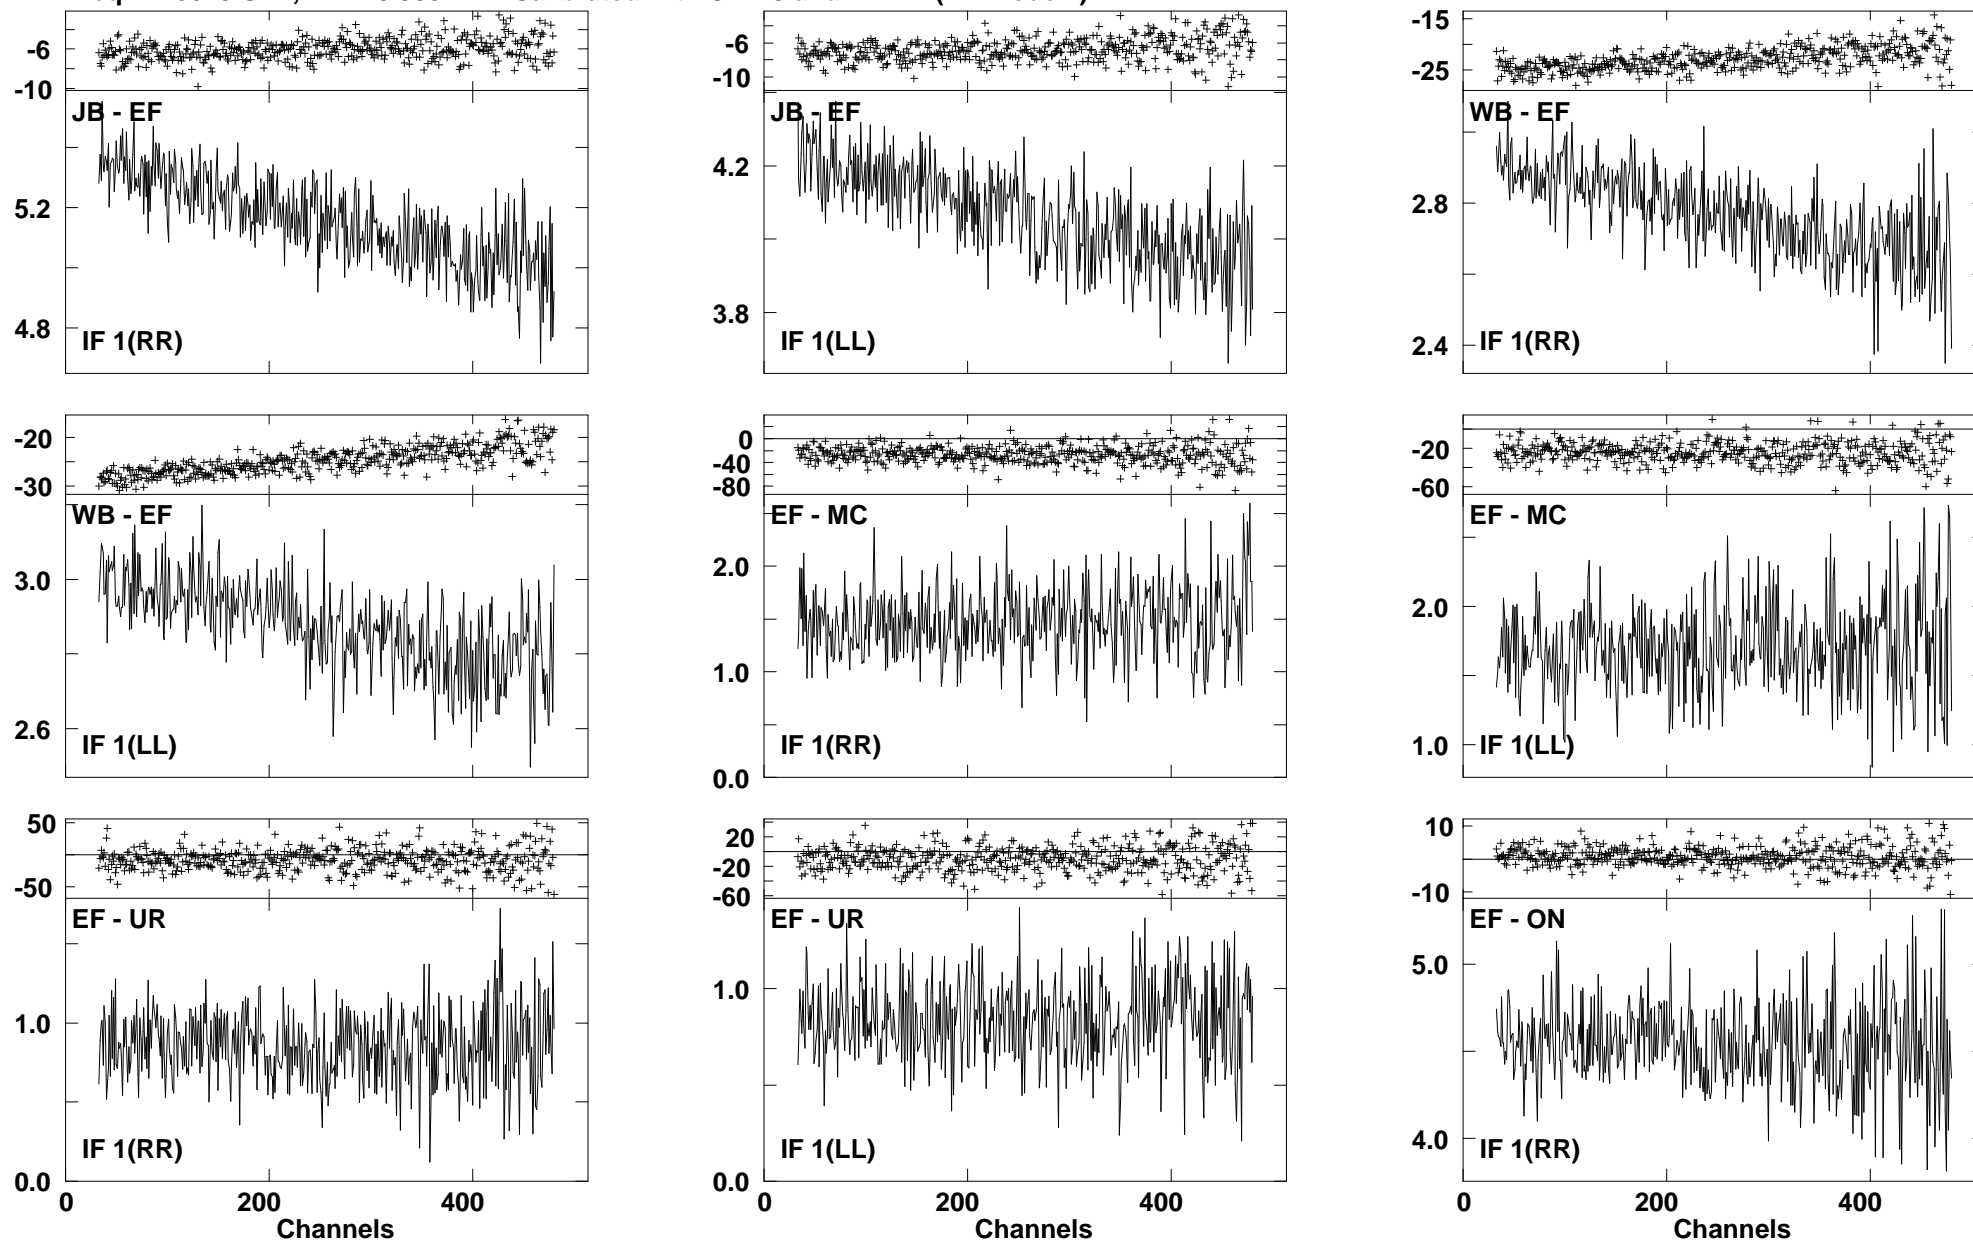 -6
-10
JB - EF
5.2
4.8
IF 1(RR)
-6
-10
JB - EF
4.2
3.8
IF 1(LL)
-15
-25
WB - EF
2.8
2.4
IF 1(RR)
-20
-30
WB - EF
3.0
2.6
IF 1(LL)
0
-40
-80
EF - MC
2.0
1.0
0.0
IF 1(RR)
-20
-60
EF - MC
2.0
1.0
IF 1(LL)
50
-50
EF - UR
1.0
0.0
IF 1(RR)
0 200 400
Channels
20
-20
-60
EF - UR
1.0
0.0
IF 1(LL)
0 200 400
Channels
10
-10
EF - ON
5.0
4.0
IF 1(RR)
0 200 400
Channels